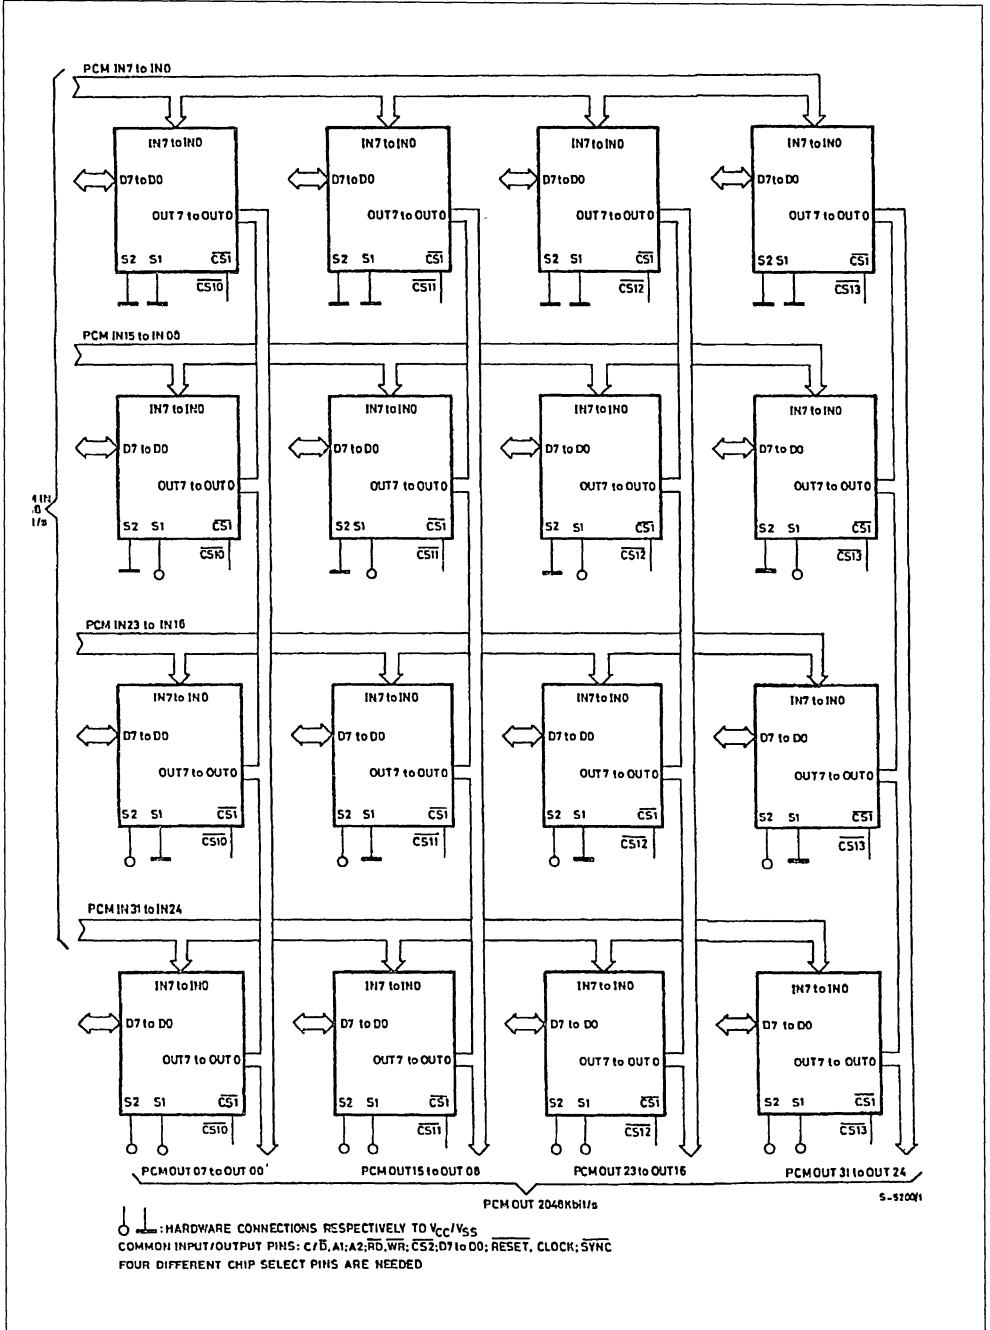 PCM IN7 to IN0
IN7 to IN0 IN7 to IN0 IN7 to IN0 IN7 to IN0
D7 to D0 D7 to D0 D7 to D0 D7 to D0
OUT 7 to OUT 0 OUT7 to OUT0 OUT7 to OUT0 OUT7 to OUT0
S2 S1 CS1 S2 S1 CS1 S2 S1 CS1 S2 S1 CS1
CS10 CS11 CS12 CS13
PCM IN15 to IN 08
IN7 to IN0 IN7 to IN0 IN7 to IN0 IN7 to IN0
D7 to D0 D7 to D0 D7 to D0 D7 to D0
OUT7 to OUT0 OUT7 to OUT0 OUT7 to OUT0 OUT7 to OUT0
S2 S1 CS1 S2 S1 CS1 S2 S1 CS1 S2 S1 CS1
CS10 CS11 CS12 CS13
IN
I/s
PCM IN23 to IN16
IN7 to IN0 IN7 to IN0 IN7 to IN0 IN7 to IN0
D7 to D0 D7 to D0 D7 to D0 D7 to D0
OUT7 to OUT0 OUT7 to OUT0 OUT7 to OUT0 OUT7 to OUT0
S2 S1 CS1 S2 S1 CS1 S2 S1 CS1 S2 S1 CS1
CS10 CS11 CS12 CS13
PCM IN31 to IN24
IN7 to IN0 IN7 to IN0 IN7 to IN0 IN7 to IN0
D7 to D0 D7 to D0 D7 to D0 D7 to D0
OUT7 to OUT0 OUT7 to OUT0 OUT7 to OUT0 OUT7 to OUT0
S2 S1 CS1 S2 S1 CS1 S2 S1 CS1 S2 S1 CS1
CS10 CS11 CS12 CS13
PCM OUT 07 to OUT 00 PCM OUT 15 to OUT 08 PCM OUT 23 to OUT 16 PCM OUT 31 to OUT 24
PCM OUT 2048Kbit/s
S-5200/1
: HARDWARE CONNECTIONS RESPECTIVELY TO VCC/VSS
COMMON INPUT/OUTPUT PINS: C/D̅, A1; A2; R̅D̅, W̅R̅; C̅S̅2̅; D7 to D0; R̅E̅S̅E̅T̅, CLOCK; S̅Y̅N̅C̅
FOUR DIFFERENT CHIP SELECT PINS ARE NEEDED